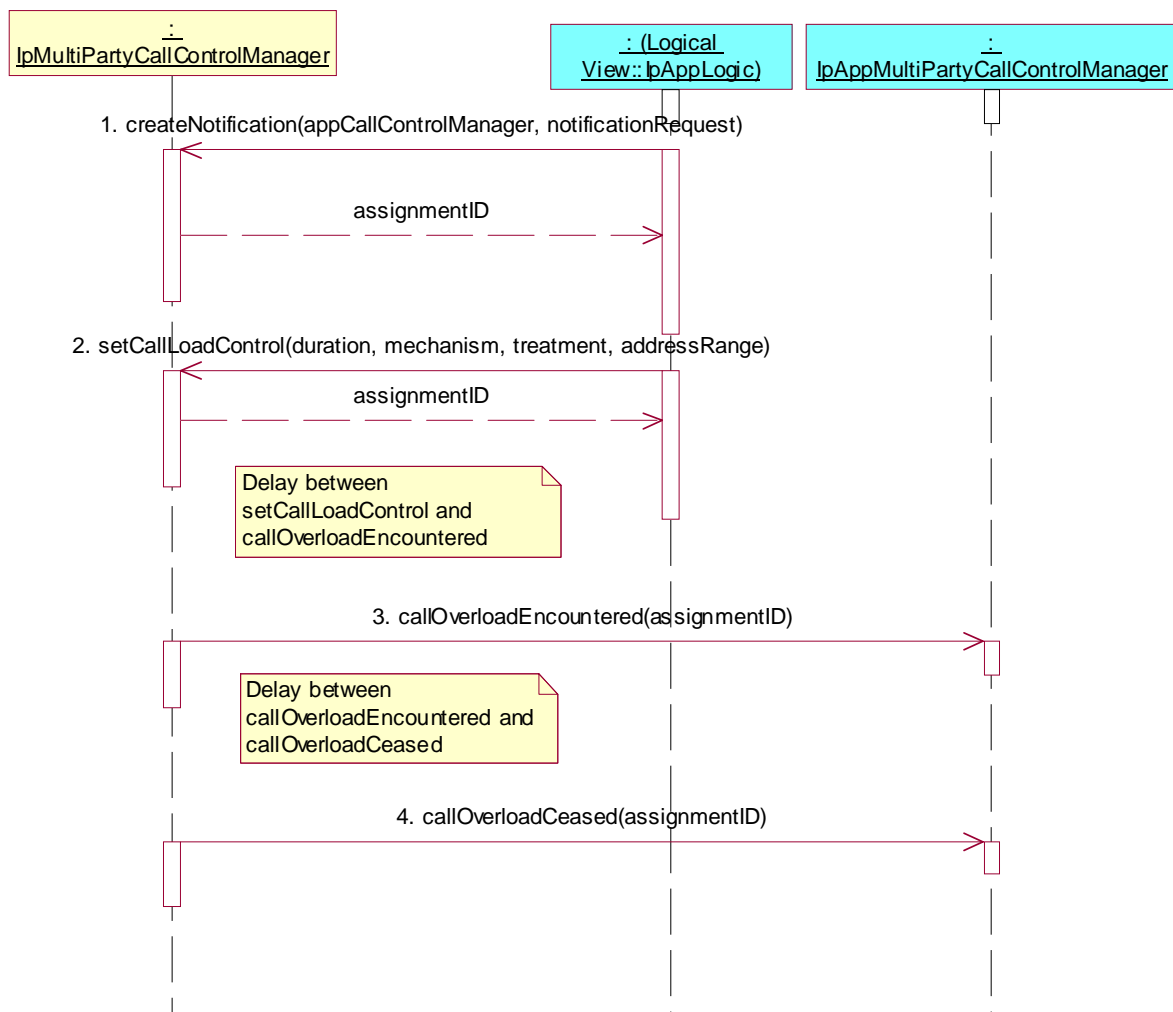 :
IpMultiPartyCallControlManager
: (Logical
View::IpAppLogic)
:
IpAppMultiPartyCallControlManager
1. createNotification(appCallControlManager, notificationRequest)
assignmentID
2. setCallLoadControl(duration, mechanism, treatment, addressRange)
assignmentID
Delay between
setCallLoadControl and
callOverloadEncountered
3. callOverloadEncountered(assignmentID)
Delay between
callOverloadEncountered and
callOverloadCeased
4. callOverloadCeased(assignmentID)